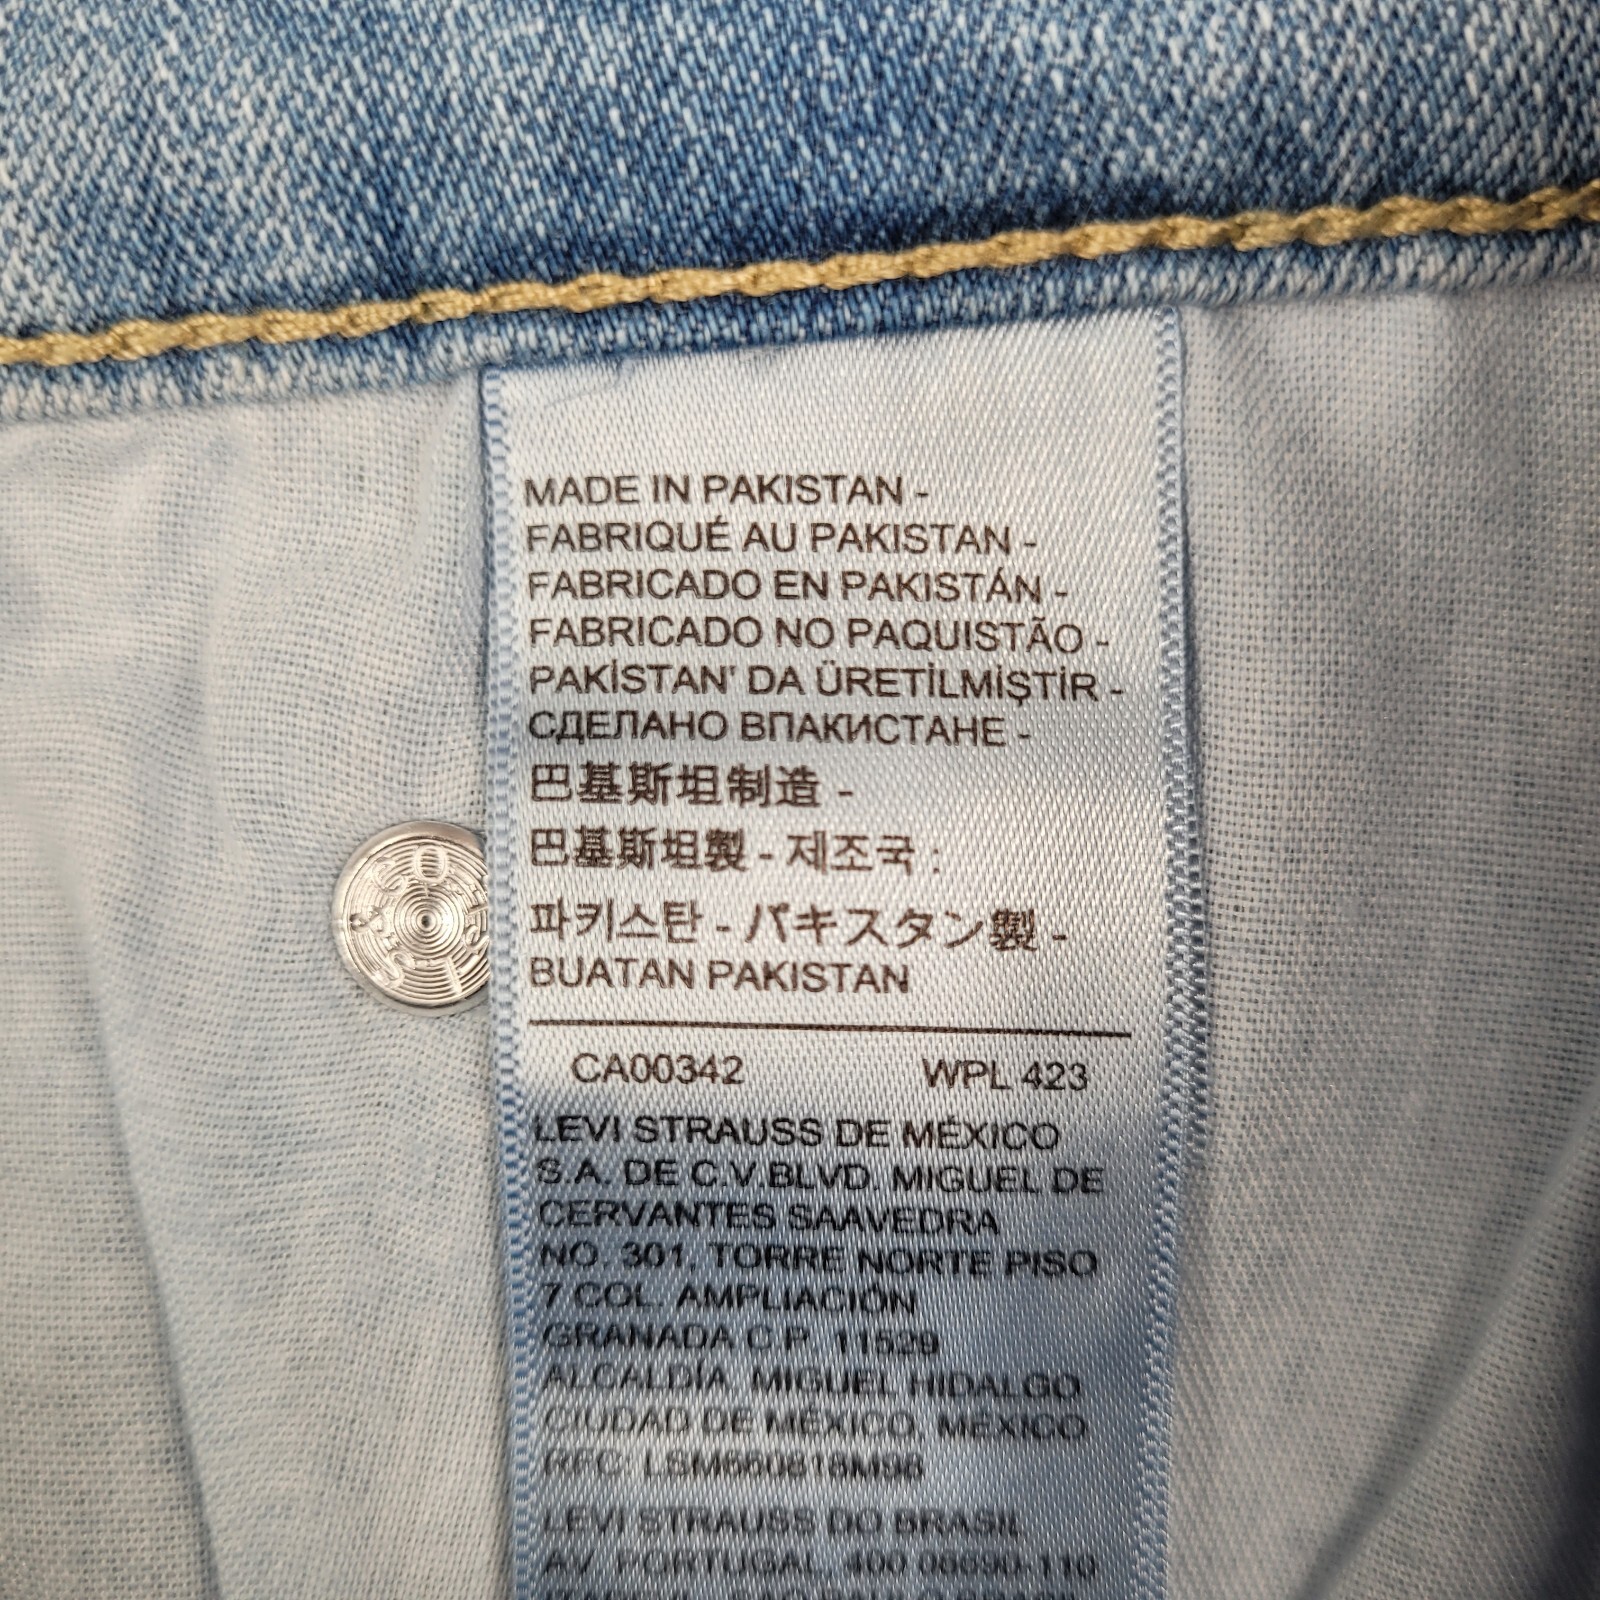 MADE IN PAKISTAN -
FABRIQUÉ AU PAKISTAN -
FABRICADO EN PAKISTÁN -
FABRICADO NO PAQUISTÃO -
PAKİSTAN' DA ÜRETİLMİŞTİR -
СДЕЛАНО ВПАКИСТАНЕ -
巴基斯坦制造 -
巴基斯坦製 - 제조국 :
파키스탄 - パキスタン製 -
BUATAN PAKISTAN
CA00342 WPL 423
LEVI STRAUSS DE MÉXICO
S.A. DE C.V.BLVD. MIGUEL DE
CERVANTES SAAVEDRA
NO. 301, TORRE NORTE PISO
7 COL. AMPLIACIÓN
GRANADA C.P. 11529
ALCALDÍA, MIGUEL HIDALGO
CIUDAD DE MÉXICO, MÉXICO
RFC:
LEVI STRAUSS DO BRASIL
AV. PORTUGAL, 400